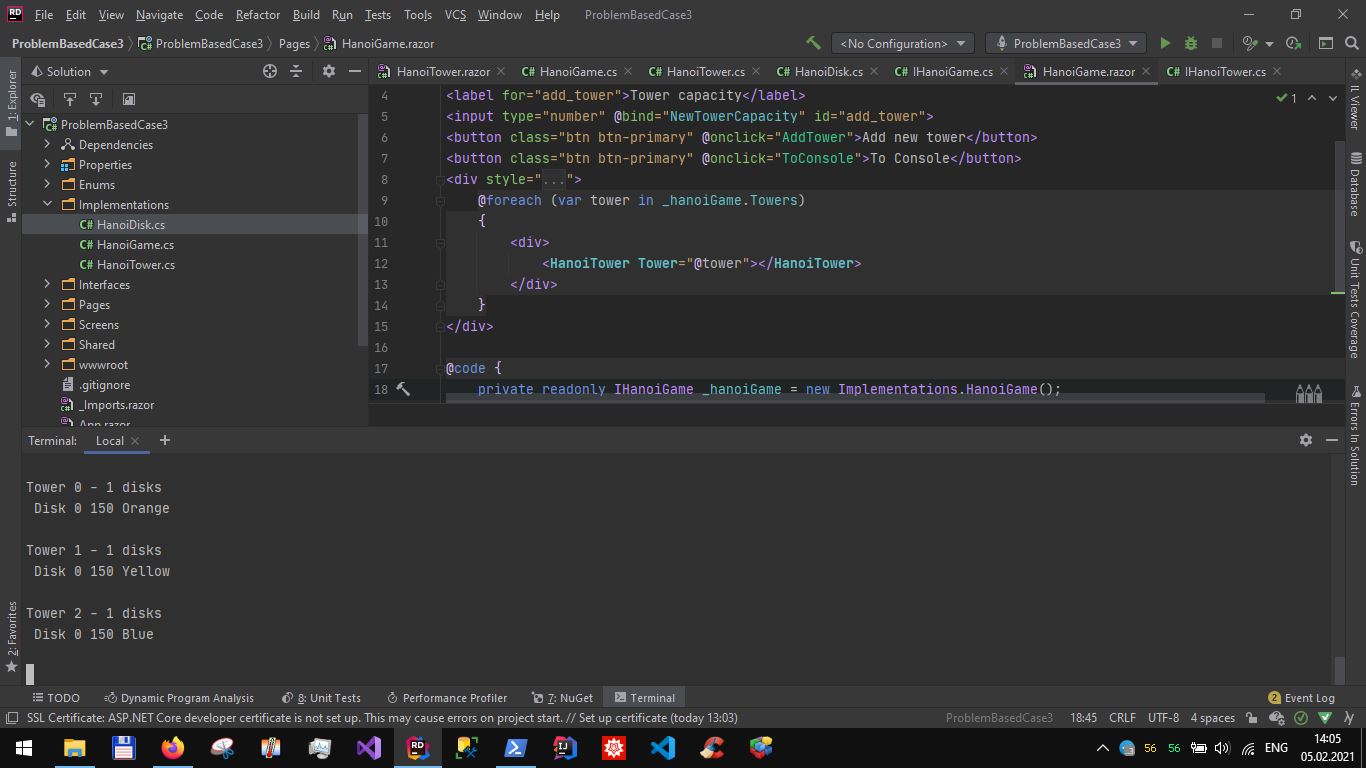 File Edit View Navigate Code Refactor Build Run Tests Tools VCS Window Help ProblemBasedCase3
ProblemBasedCase3 ProblemBasedCase3 Pages HanoiGame.razor <No Configuration> ProblemBasedCase3
Solution
HanoiTower.razor C# HanoiGame.cs C# HanoiTower.cs C# HanoiDisk.cs C# IHanoiGame.cs HanoiGame.razor C# IHanoiTower.cs
1: Explorer
Structure
2: Favorites
ProblemBasedCase3
Dependencies
Properties
Enums
Implementations
C# HanoiDisk.cs
C# HanoiGame.cs
C# HanoiTower.cs
Interfaces
Pages
Screens
Shared
wwwroot
.gitignore
_Imports.razor
App.razor
4 <label for="add_tower">Tower capacity</label>
5 <input type="number" @bind="NewTowerCapacity" id="add_tower">
6 <button class="btn btn-primary" @onclick="AddTower">Add new tower</button>
7 <button class="btn btn-primary" @onclick="ToConsole">To Console</button>
8 <div style="...">
9 @foreach (var tower in _hanoiGame.Towers)
10 {
11 <div>
12 <HanoiTower Tower="@tower"></HanoiTower>
13 </div>
14 }
15 </div>
16
17 @code {
18 private readonly IHanoiGame _hanoiGame = new Implementations.HanoiGame();
1
IL Viewer
Database
Unit Tests Coverage
Errors In Solution
Terminal: Local
Tower 0 - 1 disks
Disk 0 150 Orange
Tower 1 - 1 disks
Disk 0 150 Yellow
Tower 2 - 1 disks
Disk 0 150 Blue
TODO Dynamic Program Analysis 8: Unit Tests Performance Profiler 7: NuGet Terminal 2 Event Log
SSL Certificate: ASP.NET Core developer certificate is not set up. This may cause errors on project start. // Set up certificate (today 13:03) ProblemBasedCase3 18:45 CRLF UTF-8 4 spaces
RD
IJ
56 56 ENG 14:05
05.02.2021